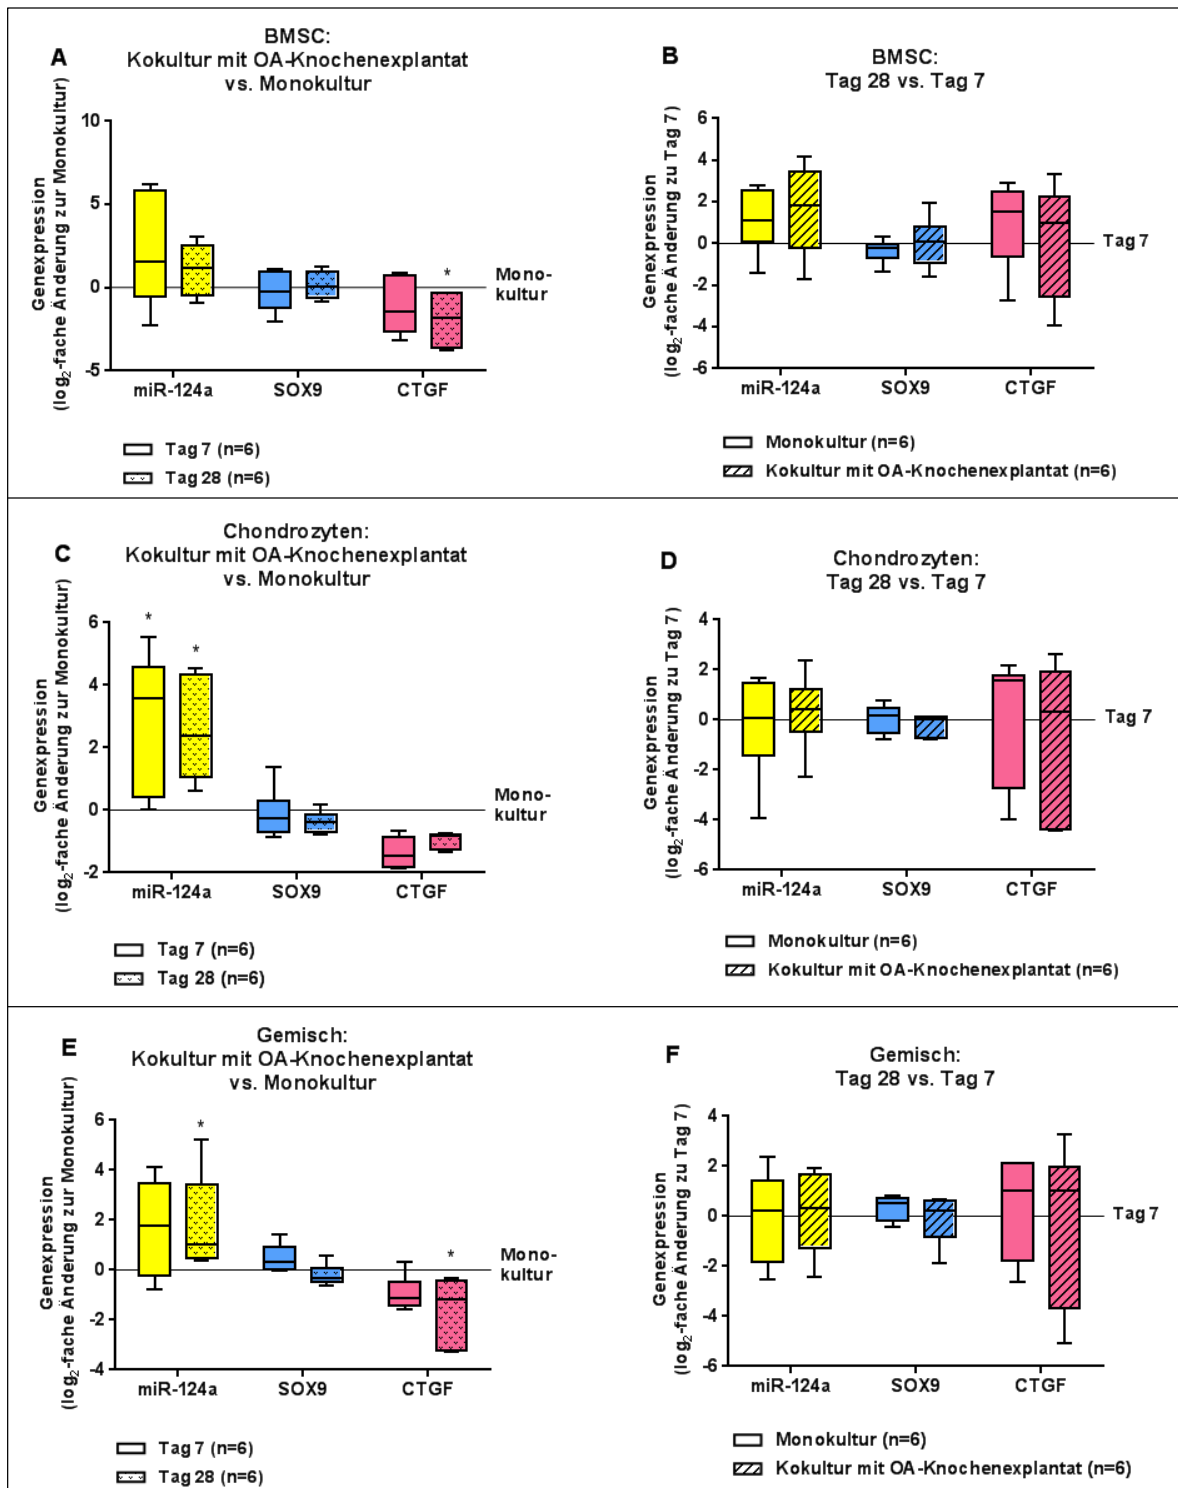 A
BMSC:
Kokultur mit OA-Knochenexplantat
vs. Monokultur
Genexpression
(log₂-fache Änderung zur Monokultur)
10
5
0
-5
*
Mono-
kultur
miR-124a SOX9 CTGF
Tag 7 (n=6)
Tag 28 (n=6)
B
BMSC:
Tag 28 vs. Tag 7
Genexpression
(log₂-fache Änderung zu Tag 7)
6
4
2
0
-2
-4
-6
Tag 7
miR-124a SOX9 CTGF
Monokultur (n=6)
Kokultur mit OA-Knochenexplantat (n=6)
C
Chondrozyten:
Kokultur mit OA-Knochenexplantat
vs. Monokultur
Genexpression
(log₂-fache Änderung zur Monokultur)
6
4
2
0
-2
* *
Mono-
kultur
miR-124a SOX9 CTGF
Tag 7 (n=6)
Tag 28 (n=6)
D
Chondrozyten:
Tag 28 vs. Tag 7
Genexpression
(log₂-fache Änderung zu Tag 7)
4
2
0
-2
-4
-6
Tag 7
miR-124a SOX9 CTGF
Monokultur (n=6)
Kokultur mit OA-Knochenexplantat (n=6)
E
Gemisch:
Kokultur mit OA-Knochenexplantat
vs. Monokultur
Genexpression
(log₂-fache Änderung zur Monokultur)
6
4
2
0
-2
-4
* *
Mono-
kultur
miR-124a SOX9 CTGF
Tag 7 (n=6)
Tag 28 (n=6)
F
Gemisch:
Tag 28 vs. Tag 7
Genexpression
(log₂-fache Änderung zu Tag 7)
4
2
0
-2
-4
-6
Tag 7
miR-124a SOX9 CTGF
Monokultur (n=6)
Kokultur mit OA-Knochenexplantat (n=6)